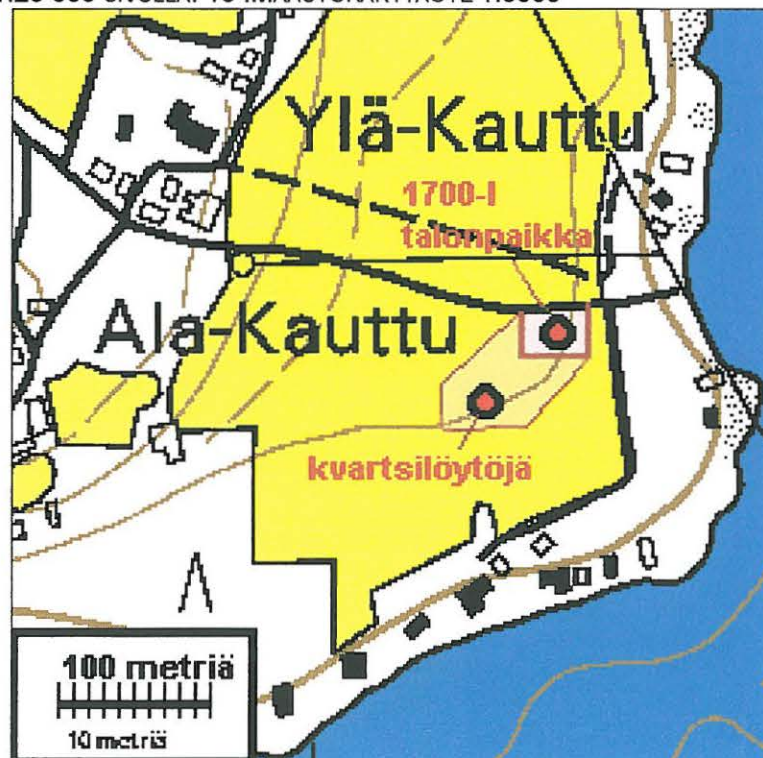 Ylä-Kauttu
1700-l
talonpaikka
Ala-Kauttu
kvartsilöytöjä
100 metriä
10 metriä